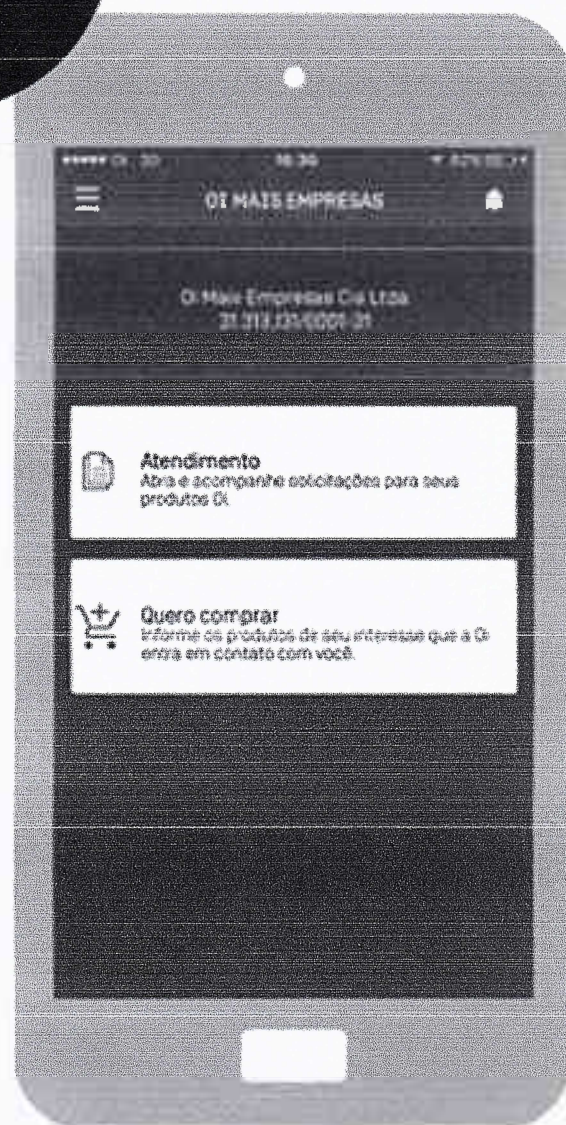 OI MAIS EMPRESAS
Oi Mais Empresas Cia Ltda
Atendimento
Abra e acompanhe solicitações para seus
produtos Oi
Quero comprar
Informe os produtos de seu interesse que a Oi
entra em contato com você.